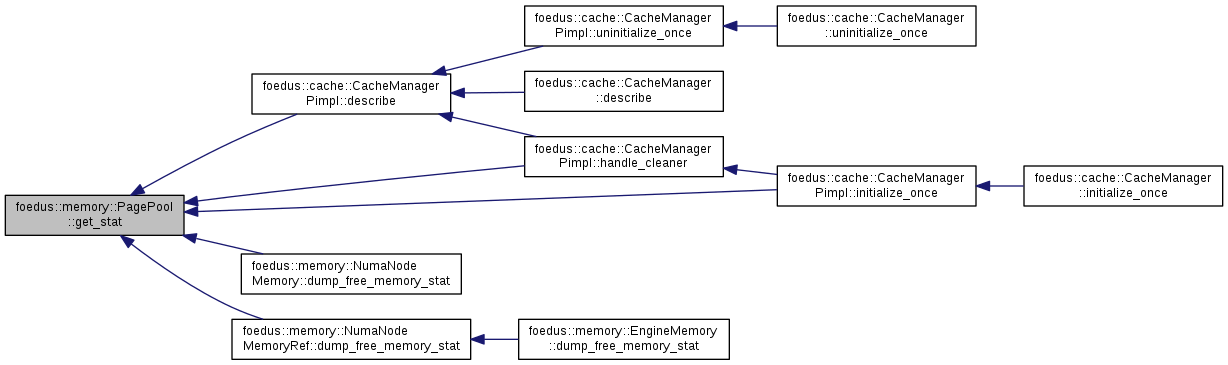 foedus::cache::CacheManager
Pimpl::uninitialize_once
foedus::cache::CacheManager
::uninitialize_once
foedus::cache::CacheManager
Pimpl::describe
foedus::cache::CacheManager
::describe
foedus::cache::CacheManager
Pimpl::handle_cleaner
foedus::cache::CacheManager
Pimpl::initialize_once
foedus::cache::CacheManager
::initialize_once
foedus::memory::PagePool
::get_stat
foedus::memory::NumaNode
Memory::dump_free_memory_stat
foedus::memory::NumaNode
MemoryRef::dump_free_memory_stat
foedus::memory::EngineMemory
::dump_free_memory_stat